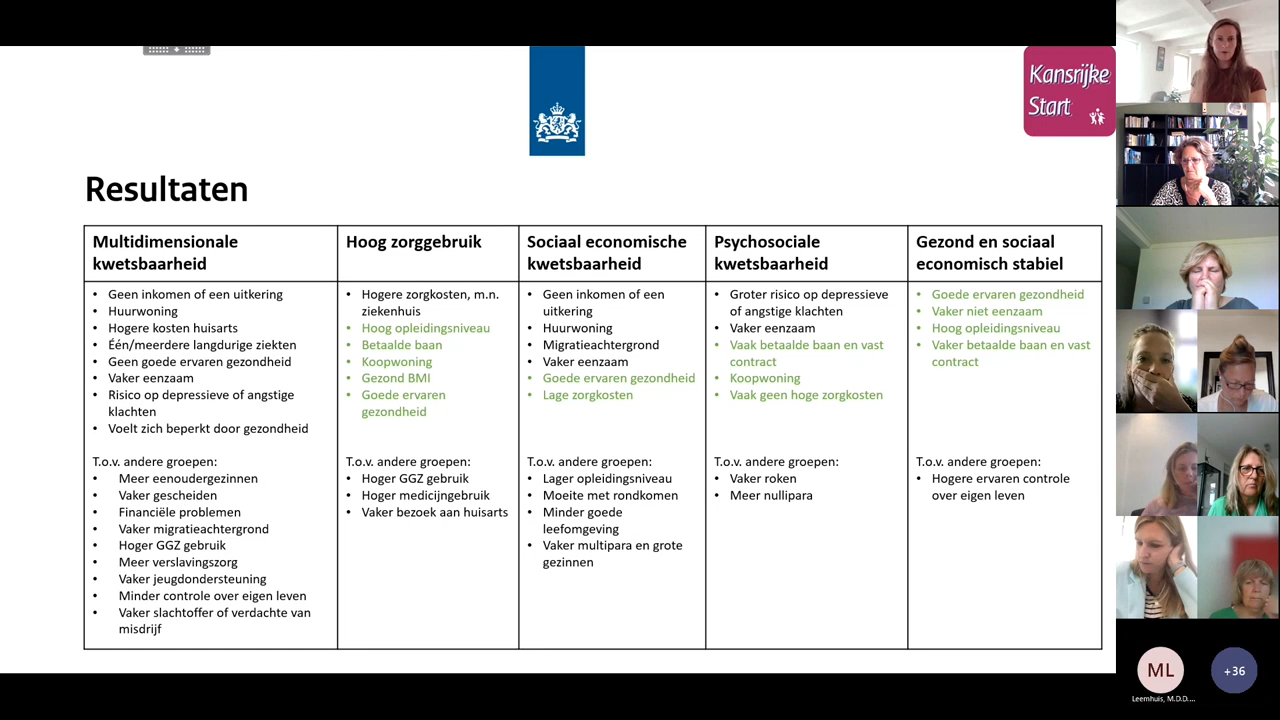 Kansrijke
Start
Resultaten
Multidimensionale
kwetsbaarheid
Geen inkomen of een uitkering
Huurwoning
Hogere kosten huisarts
Één/meerdere langdurige ziekten
Geen goede ervaren gezondheid
Vaker eenzaam
Risico op depressieve of angstige
klachten
Voelt zich beperkt door gezondheid
T.o.v. andere groepen:
Meer eenoudergezinnen
Vaker gescheiden
Financiële problemen
Vaker migratieachtergrond
Hoger GGZ gebruik
Meer verslavingszorg
Vaker jeugdondersteuning
Minder controle over eigen leven
Vaker slachtoffer of verdachte van
misdrijf
Hoog zorggebruik
Hogere zorgkosten, m.n.
ziekenhuis
Hoog opleidingsniveau
Betaalde baan
Koopwoning
Gezond BMI
Goede ervaren
gezondheid
T.o.v. andere groepen:
Hoger GGZ gebruik
Hoger medicijngebruik
Vaker bezoek aan huisarts
Sociaal economische
kwetsbaarheid
Geen inkomen of een
uitkering
Huurwoning
Migratieachtergrond
Vaker eenzaam
Goede ervaren gezondheid
Lage zorgkosten
T.o.v. andere groepen:
Lager opleidingsniveau
Moeite met rondkomen
Minder goede
leefomgeving
Vaker multipara en grote
gezinnen
Psychosociale
kwetsbaarheid
Groter risico op depressieve
of angstige klachten
Vaker eenzaam
Vaak betaalde baan en vast
contract
Koopwoning
Vaak geen hoge zorgkosten
T.o.v. andere groepen:
Vaker roken
Meer nullipara
Gezond en sociaal
economisch stabiel
Goede ervaren gezondheid
Vaker niet eenzaam
Hoog opleidingsniveau
Vaker betaalde baan en vast
contract
T.o.v. andere groepen:
Hogere ervaren controle
over eigen leven
ML
+36
Leemhuis, M.D.D....